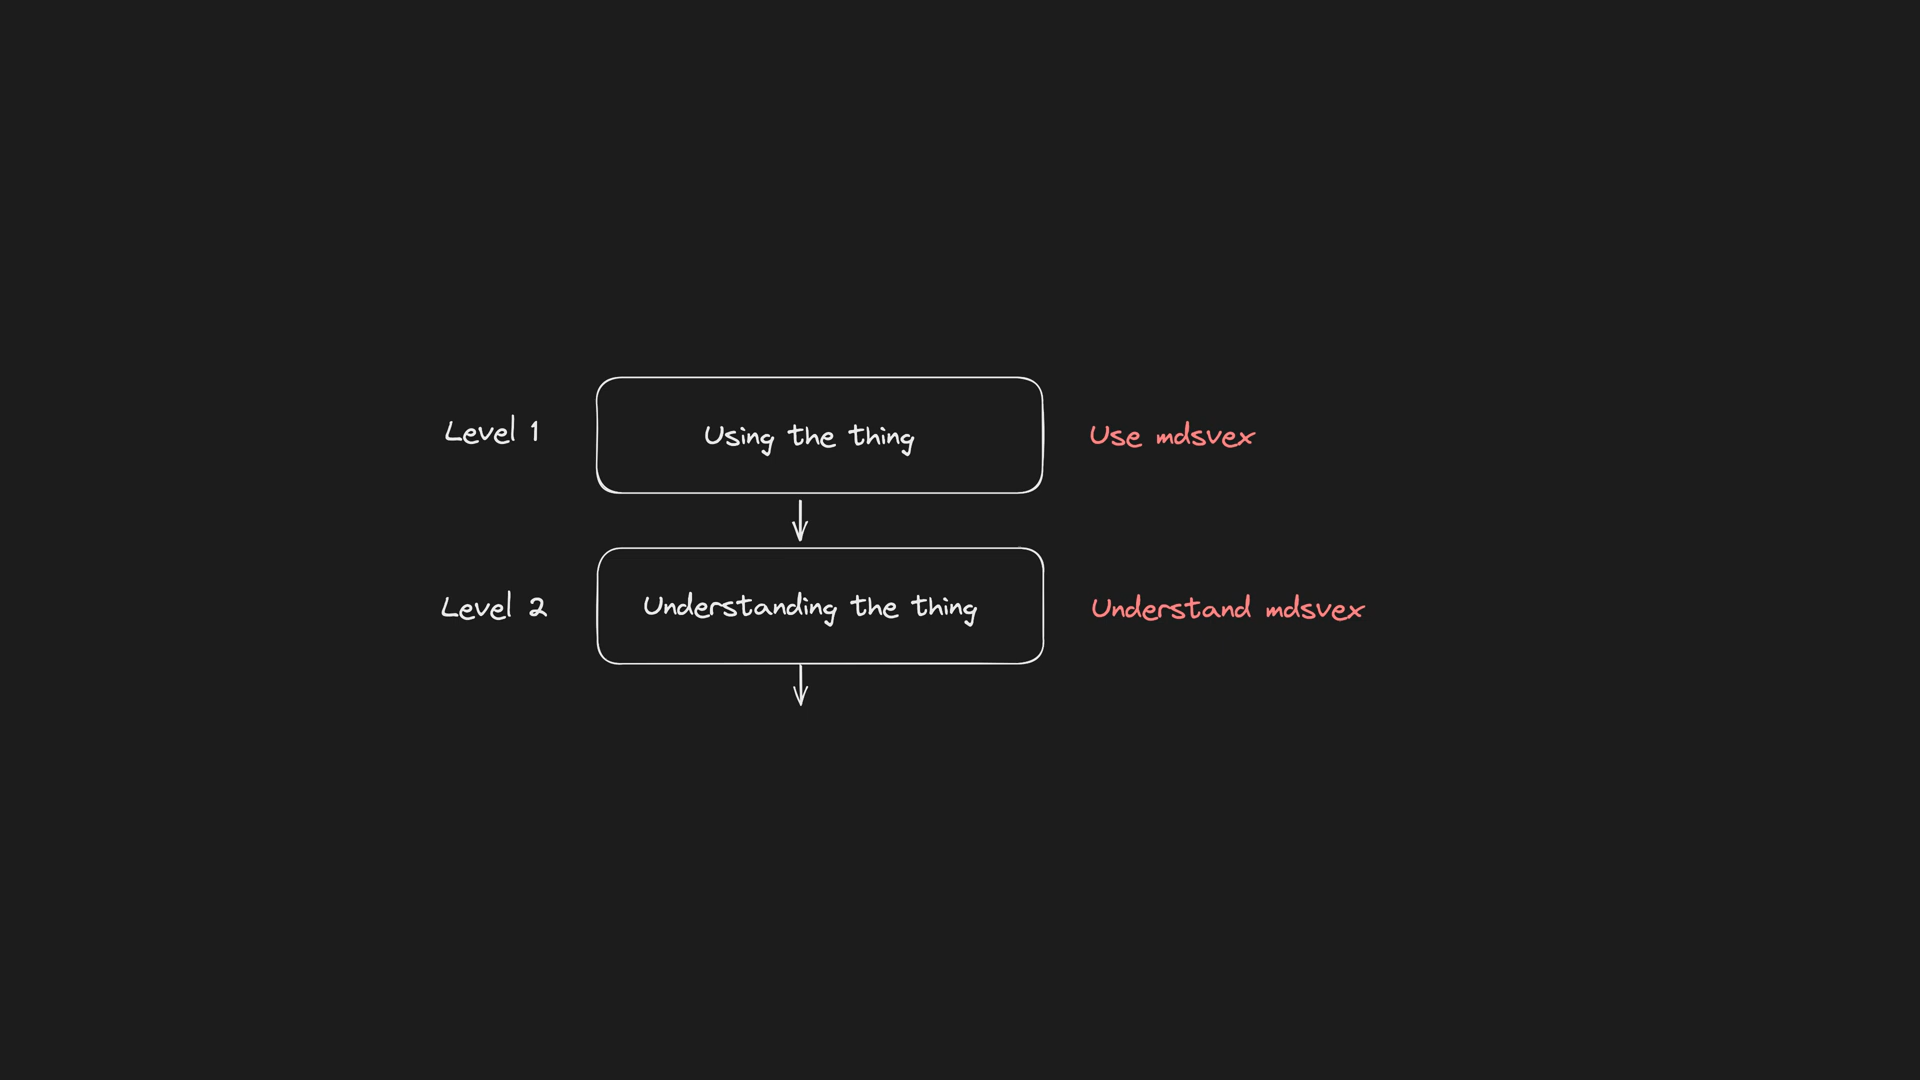 Level 1
Using the thing
Use mdsvex
Level 2
Understanding the thing
Understand mdsvex